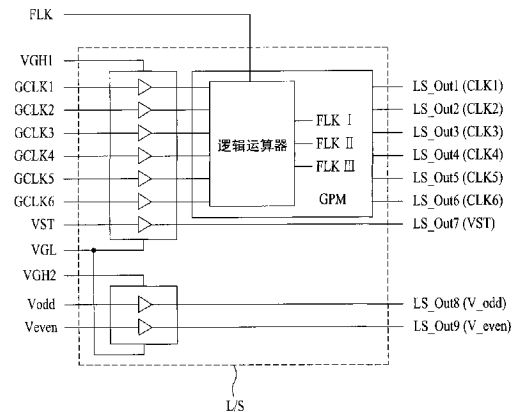 FLK
VGH1
GCLK1
GCLK2
GCLK3
GCLK4
GCLK5
GCLK6
VST
VGL
VGH2
Vodd
Veven
逻辑运算器
FLK Ⅰ
FLK Ⅱ
FLK Ⅲ
GPM
LS_Out1 (CLK1)
LS_Out2 (CLK2)
LS_Out3 (CLK3)
LS_Out4 (CLK4)
LS_Out5 (CLK5)
LS_Out6 (CLK6)
LS_Out7 (VST)
LS_Out8 (V_odd)
LS_Out9 (V_even)
L/S